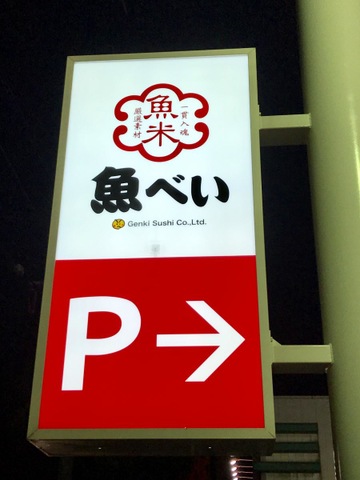 魚米
一貫入魂
厳選素材
魚べい
Genki Sushi Co.,Ltd.
P→